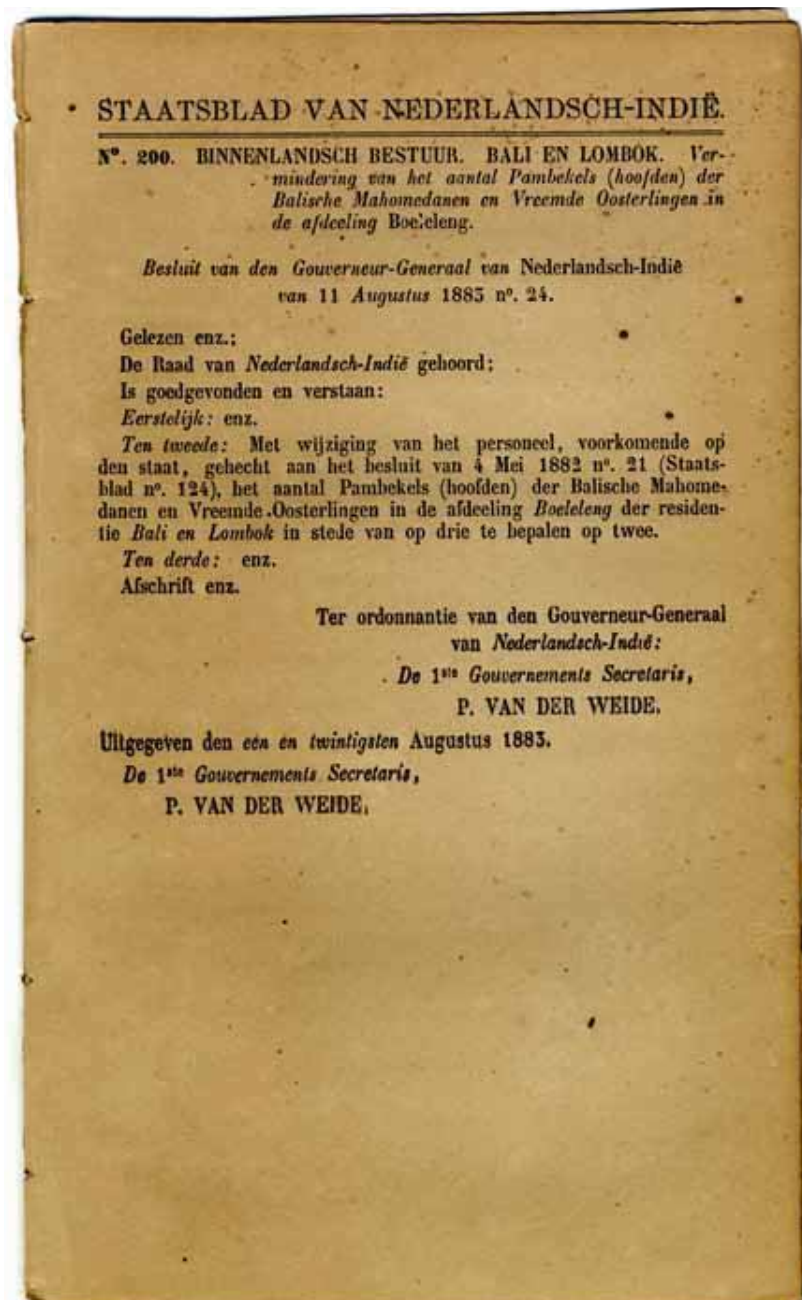 STAATSBLAD VAN NEDERLANDSCH-INDIË.
N°. 200. BINNENLANDSCH BESTUUR. BALI EN LOMBOK. Ver-
mindering van het aantal Pambekels (hoofden) der
Balische Mahomedanen en Vreemde Oosterlingen in
de afdeeling Boeleleng.
Besluit van den Gouverneur-Generaal van Nederlandsch-Indië
van 11 Augustus 1883 n°. 24.
Gelezen enz.;
De Raad van Nederlandsch-Indië gehoord;
Is goedgevonden en verstaan:
Eerstelijk: enz.
Ten tweede: Met wijziging van het personeel, voorkomende op
den staat, gehecht aan het besluit van 4 Mei 1882 n°. 21 (Staats-
blad n°. 124), het aantal Pambekels (hoofden) der Balische Mahome-
danen en Vreemde Oosterlingen in de afdeeling Boeleleng der residen-
tie Bali en Lombok in stede van op drie te bepalen op twee.
Ten derde: enz.
Afschrift enz.
Ter ordonnantie van den Gouverneur-Generaal
van Nederlandsch-Indië:
De 1ste Gouvernements Secretaris,
P. VAN DER WEIDE.
Uitgegeven den een en twintigsten Augustus 1883.
De 1ste Gouvernements Secretaris,
P. VAN DER WEIDE.